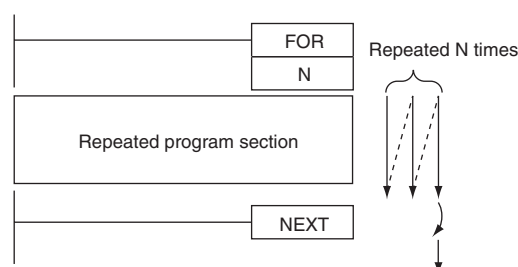 FOR
Repeated N times
N
Repeated program section
NEXT